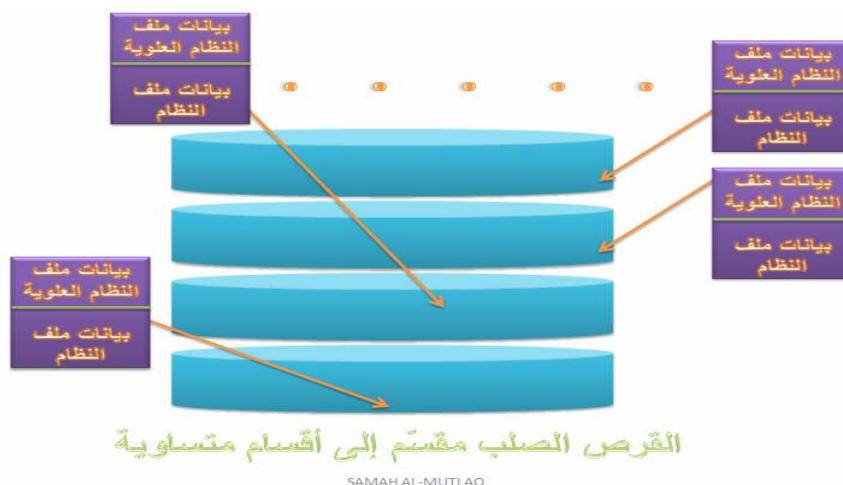 بيانات ملف
النظام العلوية
بيانات ملف
النظام
بيانات ملف
النظام العلوية
بيانات ملف
النظام
بيانات ملف
النظام العلوية
بيانات ملف
النظام
بيانات ملف
النظام العلوية
بيانات ملف
النظام
القرص الصلب مقسّم إلى أقسام متساوية
SAMAH AL-MUTLAQ